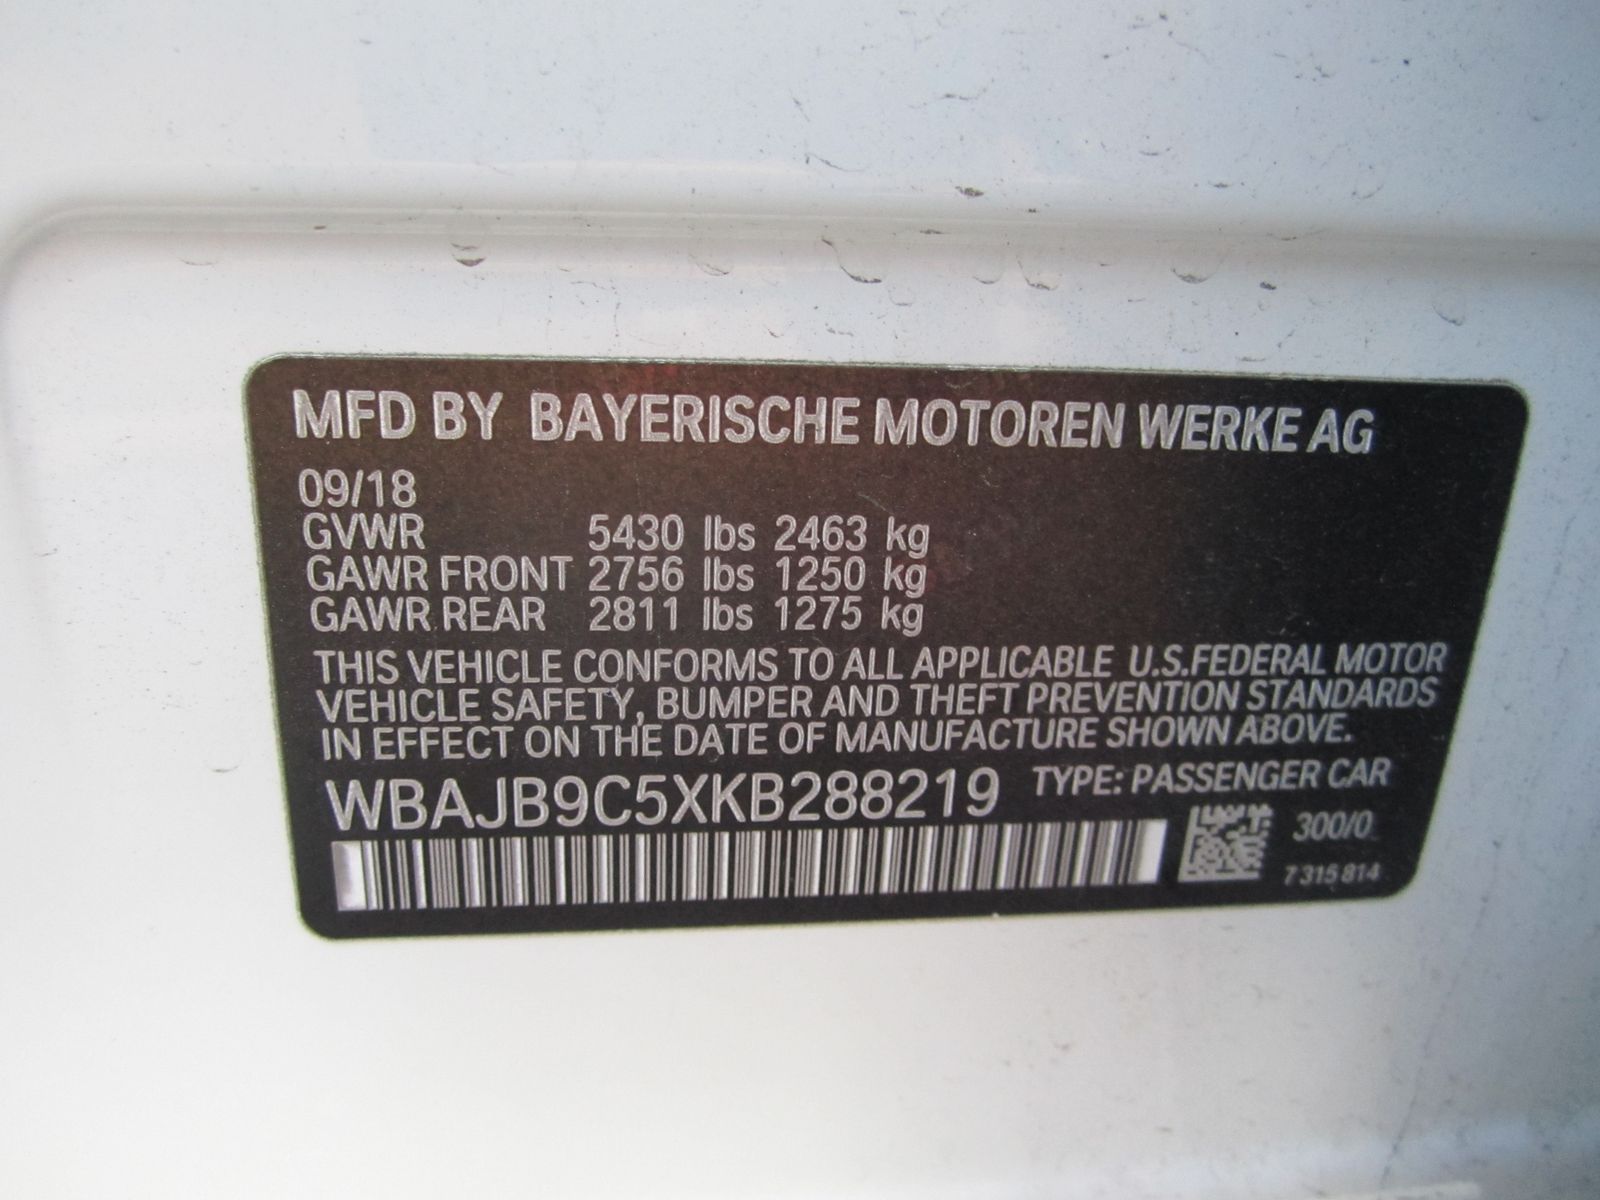 MFD BY BAYERISCHE MOTOREN WERKE AG
09/18
GVWR 5430 lbs 2463 kg
GAWR FRONT 2756 lbs 1250 kg
GAWR REAR 2811 lbs 1275 kg
THIS VEHICLE CONFORMS TO ALL APPLICABLE U.S.FEDERAL MOTOR
VEHICLE SAFETY, BUMPER AND THEFT PREVENTION STANDARDS
IN EFFECT ON THE DATE OF MANUFACTURE SHOWN ABOVE.
WBAJB9C5XKB288219 TYPE: PASSENGER CAR
300/0
7 315 814